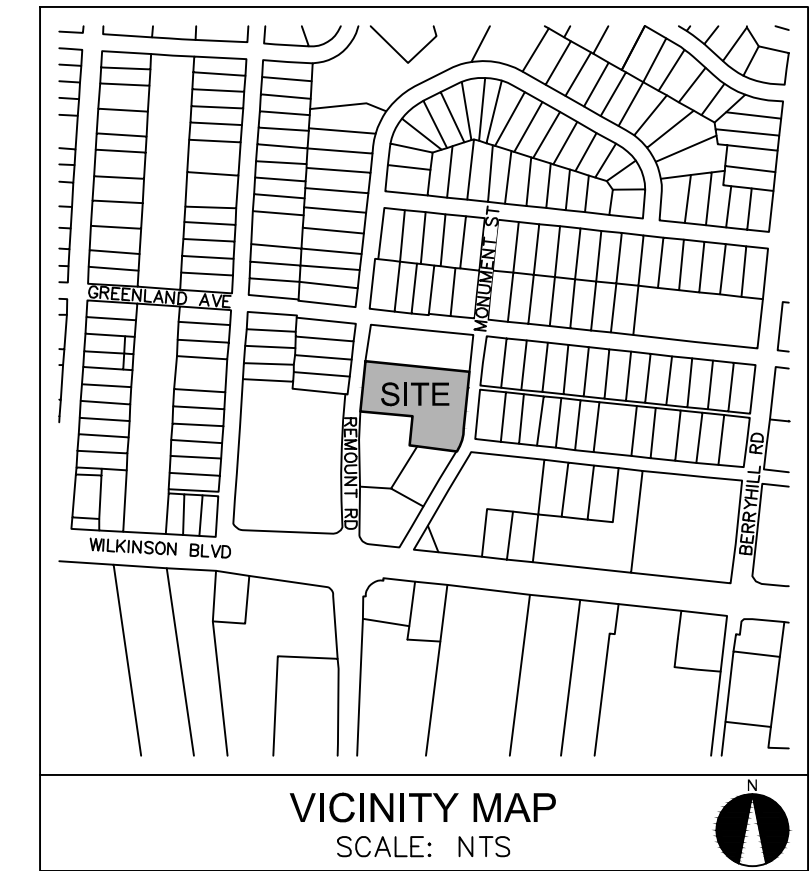 MONUMENT ST
GREENLAND AVE
SITE
REMOUNT RD
BERRYHILL RD
WILKINSON BLVD
VICINITY MAP
SCALE: NTS
N